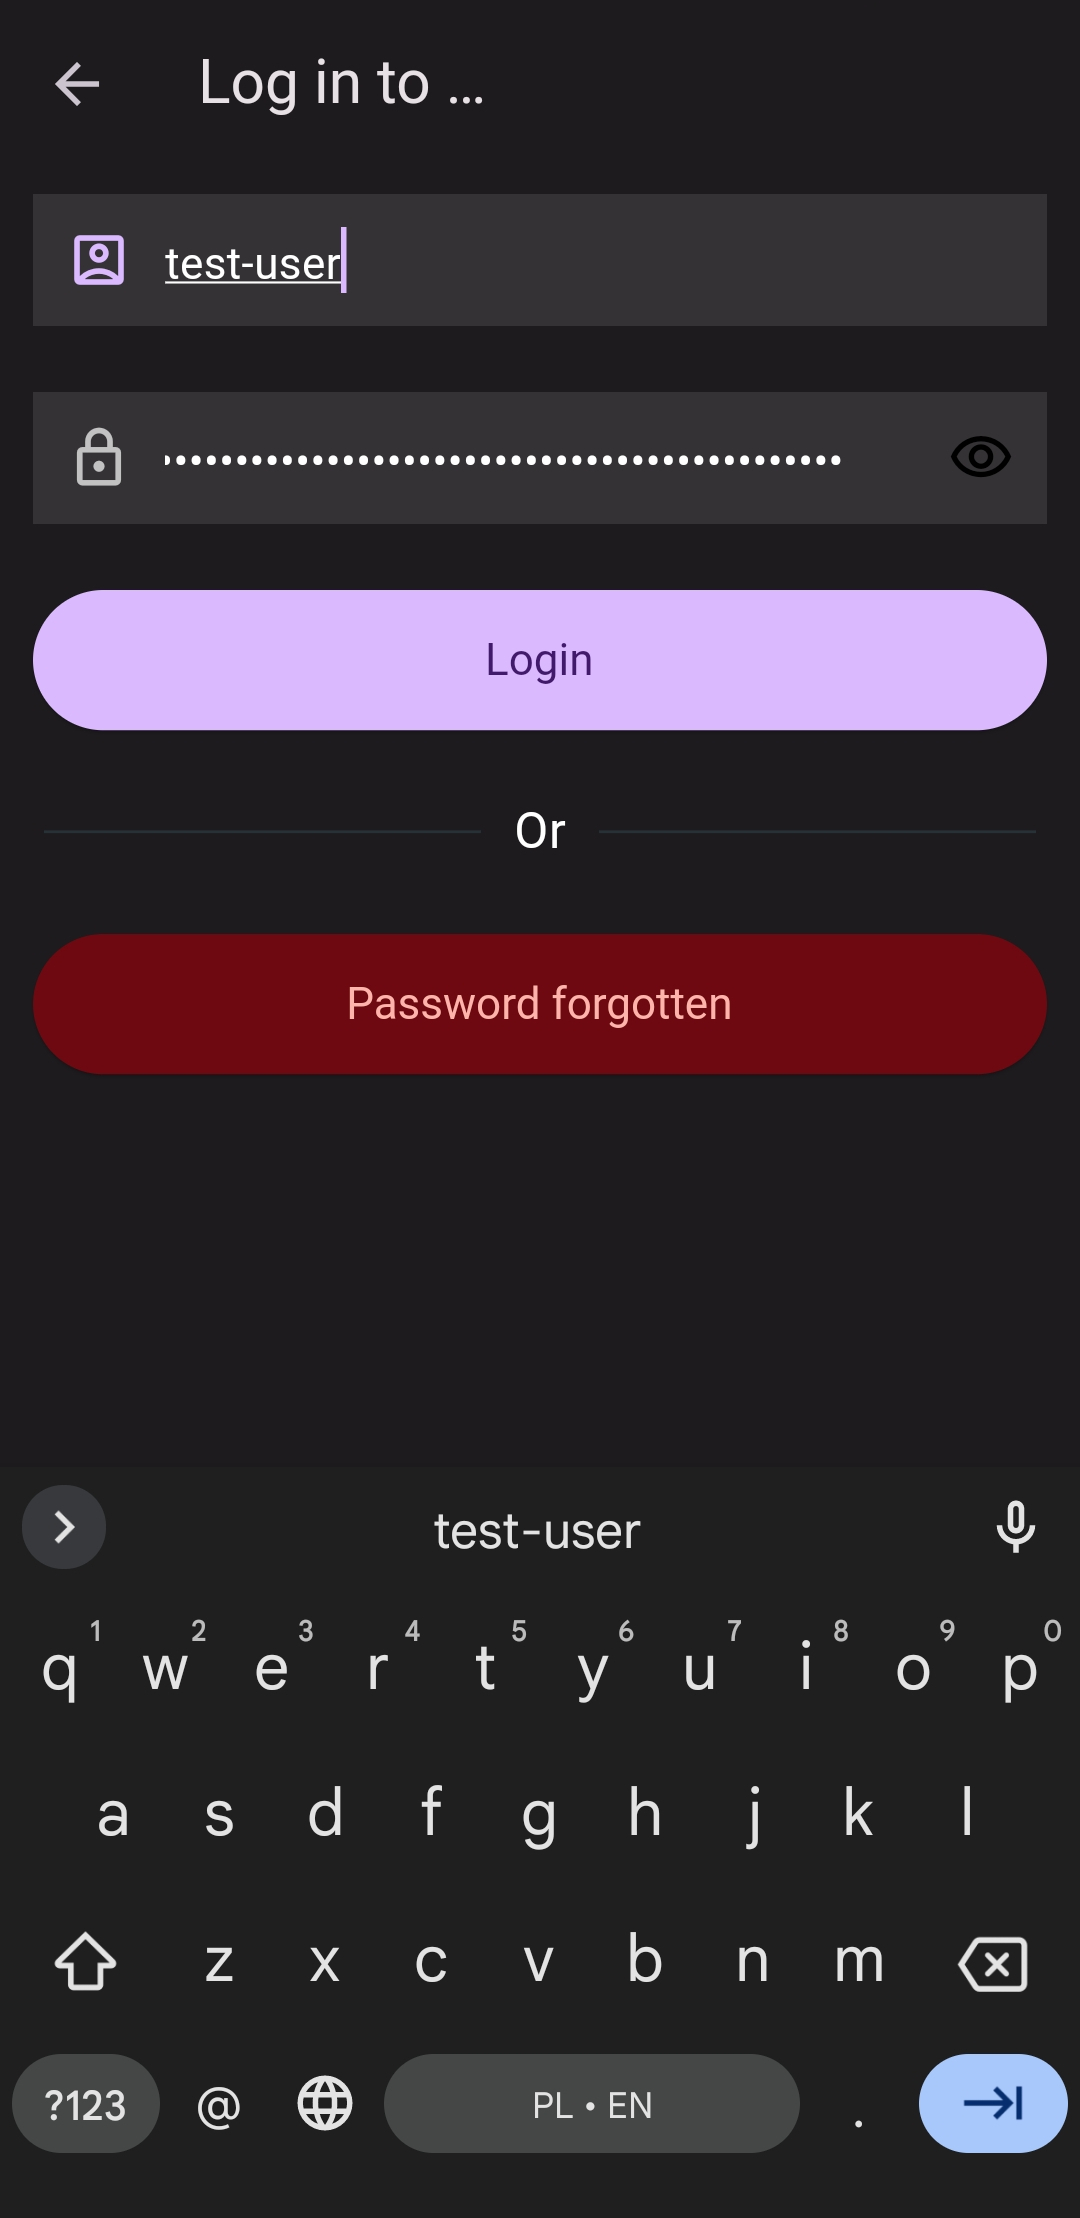 Log in to ...
test-user
••••••••••••••••••••••••••••••••••••••••••••
Login
Or
Password forgotten
test-user
1 2 3 4 5 6 7 8 9 0
q w e r t y u i o p
a s d f g h j k l
z x c v b n m
?123 @ PL • EN .